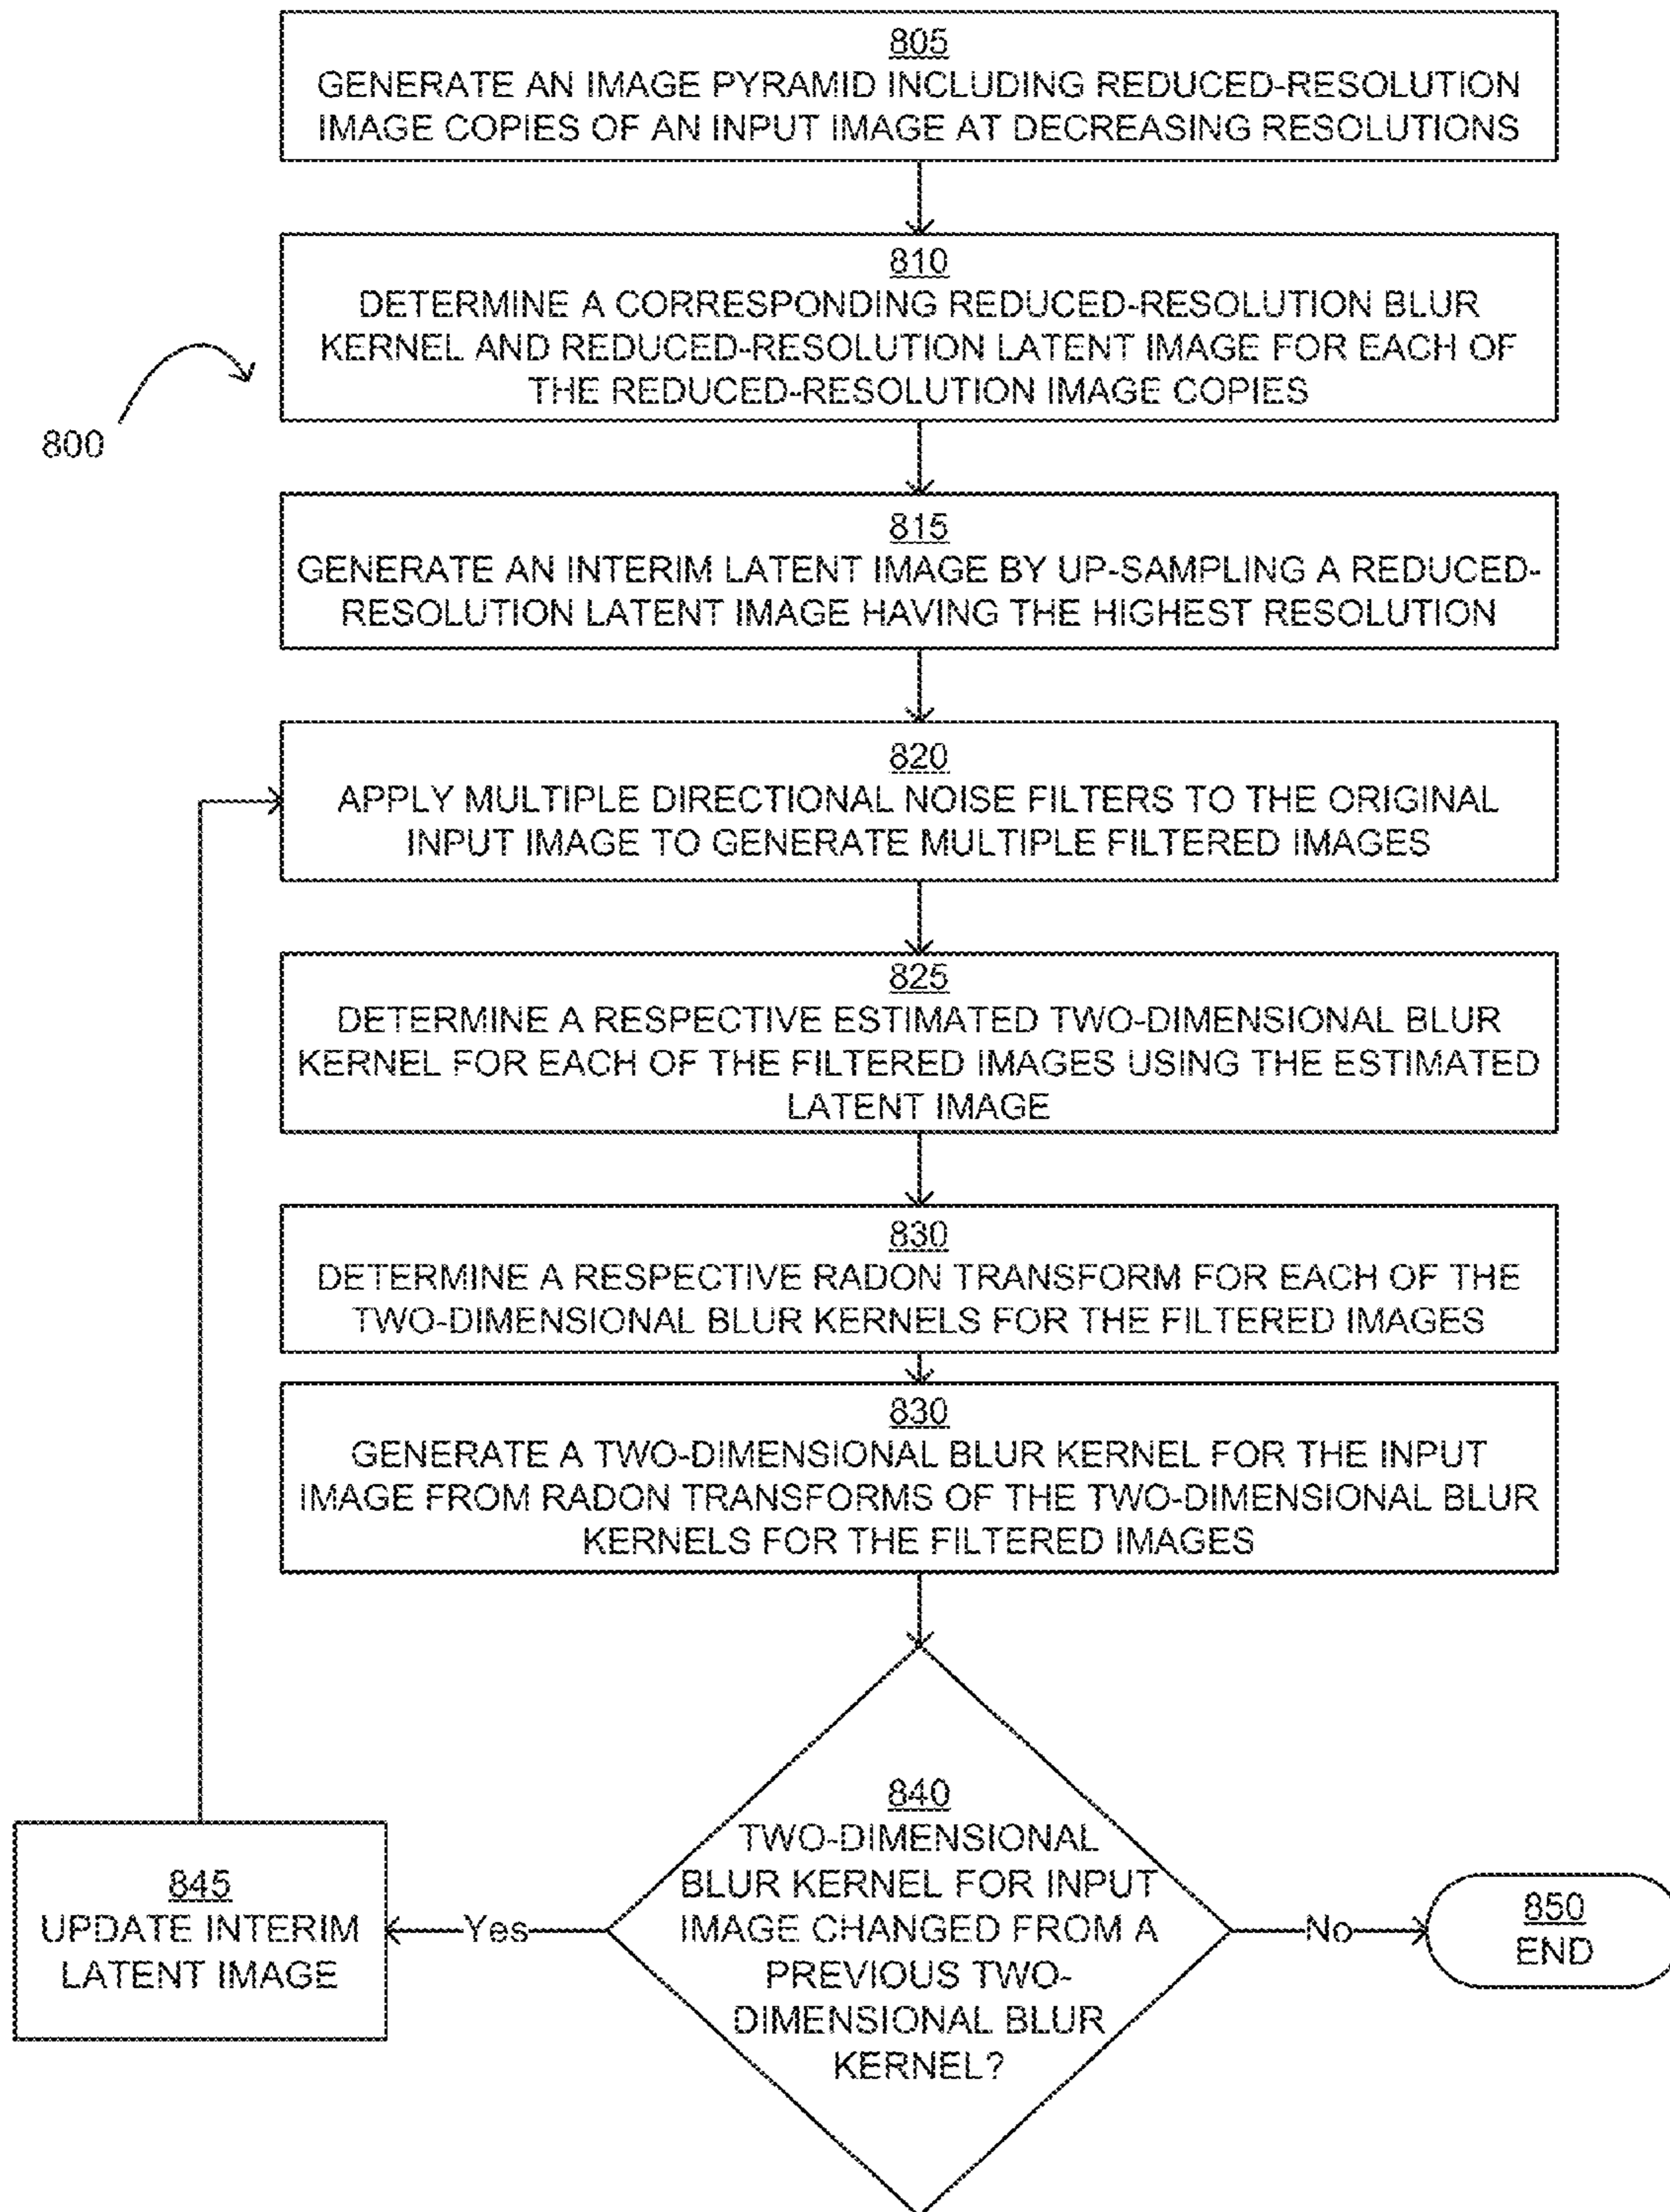 805
GENERATE AN IMAGE PYRAMID INCLUDING REDUCED-RESOLUTION
IMAGE COPIES OF AN INPUT IMAGE AT DECREASING RESOLUTIONS
810
DETERMINE A CORRESPONDING REDUCED-RESOLUTION BLUR
KERNEL AND REDUCED-RESOLUTION LATENT IMAGE FOR EACH OF
THE REDUCED-RESOLUTION IMAGE COPIES
800
815
GENERATE AN INTERIM LATENT IMAGE BY UP-SAMPLING A REDUCED-
RESOLUTION LATENT IMAGE HAVING THE HIGHEST RESOLUTION
820
APPLY MULTIPLE DIRECTIONAL NOISE FILTERS TO THE ORIGINAL
INPUT IMAGE TO GENERATE MULTIPLE FILTERED IMAGES
825
DETERMINE A RESPECTIVE ESTIMATED TWO-DIMENSIONAL BLUR
KERNEL FOR EACH OF THE FILTERED IMAGES USING THE ESTIMATED
LATENT IMAGE
830
DETERMINE A RESPECTIVE RADON TRANSFORM FOR EACH OF THE
TWO-DIMENSIONAL BLUR KERNELS FOR THE FILTERED IMAGES
830
GENERATE A TWO-DIMENSIONAL BLUR KERNEL FOR THE INPUT
IMAGE FROM RADON TRANSFORMS OF THE TWO-DIMENSIONAL BLUR
KERNELS FOR THE FILTERED IMAGES
840
TWO-DIMENSIONAL
BLUR KERNEL FOR INPUT
IMAGE CHANGED FROM A
PREVIOUS TWO-
DIMENSIONAL BLUR
KERNEL?
Yes
845
UPDATE INTERIM
LATENT IMAGE
No
850
END